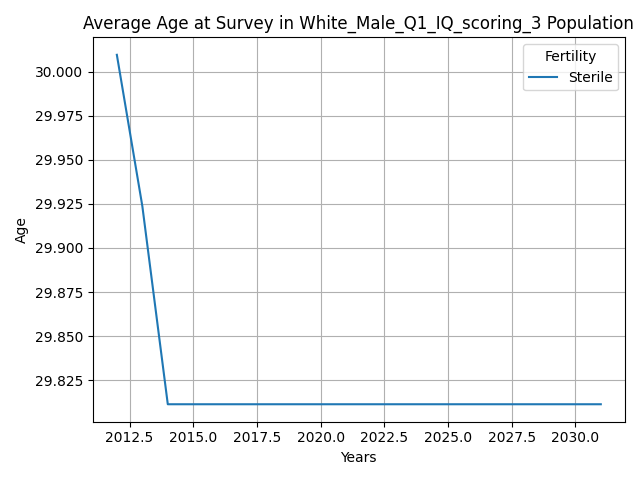 Average Age at Survey in White_Male_Q1_IQ_scoring_3 Population
Fertility
Sterile
30.000
29.975
29.950
29.925
29.900
29.875
29.850
29.825
Age
2012.5 2015.0 2017.5 2020.0 2022.5 2025.0 2027.5 2030.0
Years